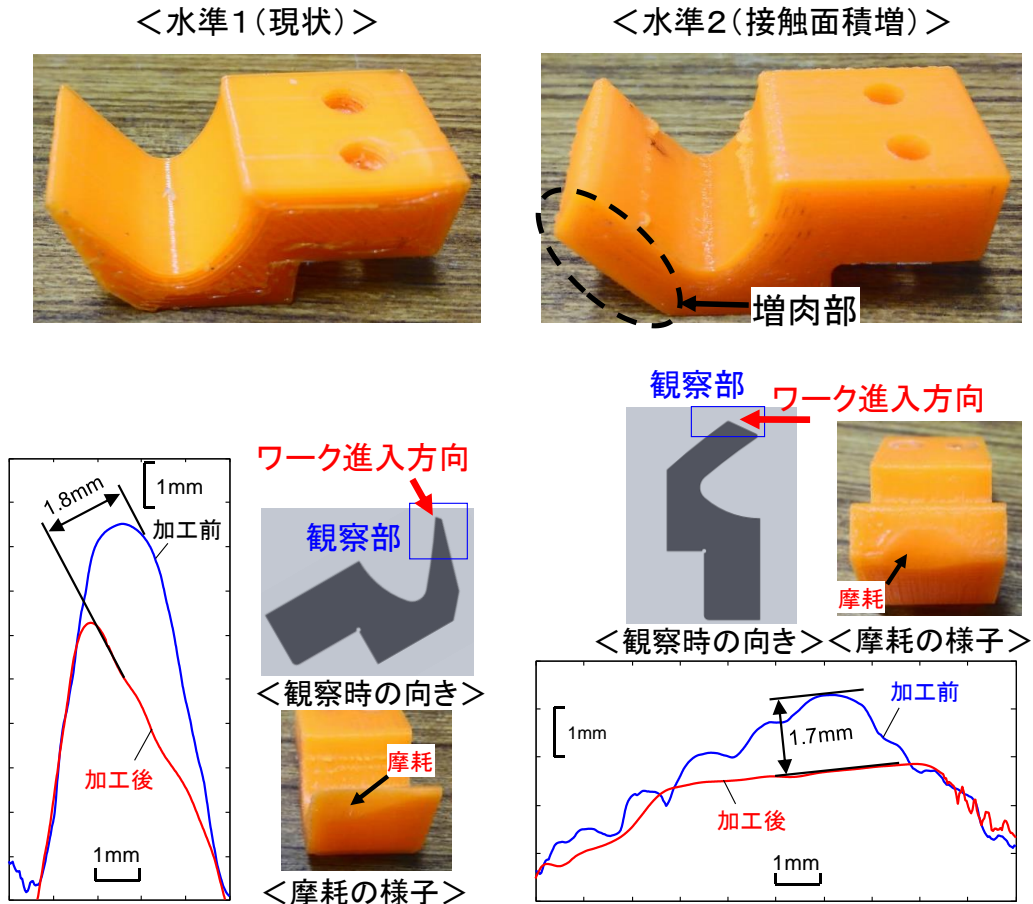 ＜水準１（現状）＞
＜水準２（接触面積増）＞
増肉部
1.8mm
1mm
加工前
加工後
1mm
ワーク進入方向
観察部
＜観察時の向き＞
摩耗
＜摩耗の様子＞
観察部
ワーク進入方向
摩耗
＜観察時の向き＞
＜摩耗の様子＞
1mm
1.7mm
加工前
加工後
1mm